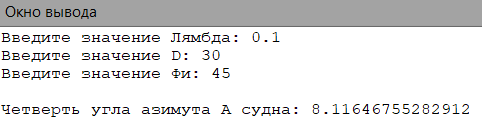 Окно вывода
Введите значение Лямбда: 0.1
Введите значение D: 30
Введите значение Фи: 45
Четверть угла азимута А судна: 8.11646755282912